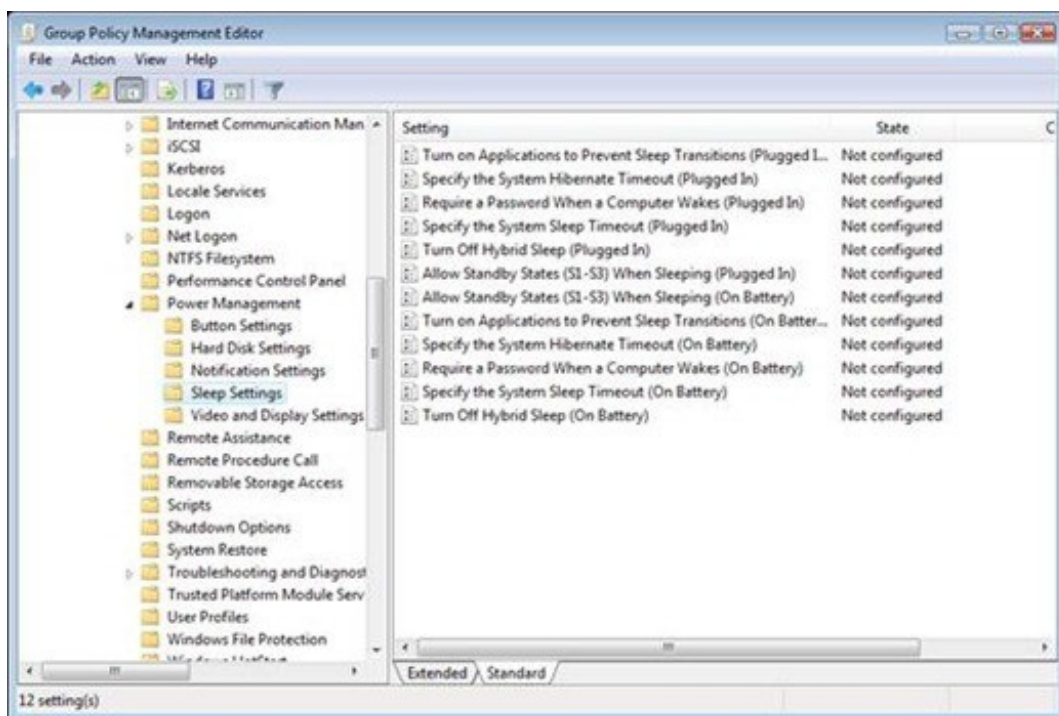 Group Policy Management Editor
File Action View Help
Internet Communication Man
iSCSI
Kerberos
Locale Services
Logon
Net Logon
NTFS Filesystem
Performance Control Panel
Power Management
Button Settings
Hard Disk Settings
Notification Settings
Sleep Settings
Video and Display Settings
Remote Assistance
Remote Procedure Call
Removable Storage Access
Scripts
Shutdown Options
System Restore
Troubleshooting and Diagnost
Trusted Platform Module Serv
User Profiles
Windows File Protection
Setting State C
Turn on Applications to Prevent Sleep Transitions (Plugged I... Not configured
Specify the System Hibernate Timeout (Plugged In) Not configured
Require a Password When a Computer Wakes (Plugged In) Not configured
Specify the System Sleep Timeout (Plugged In) Not configured
Turn Off Hybrid Sleep (Plugged In) Not configured
Allow Standby States (S1-S3) When Sleeping (Plugged In) Not configured
Allow Standby States (S1-S3) When Sleeping (On Battery) Not configured
Turn on Applications to Prevent Sleep Transitions (On Batter... Not configured
Specify the System Hibernate Timeout (On Battery) Not configured
Require a Password When a Computer Wakes (On Battery) Not configured
Specify the System Sleep Timeout (On Battery) Not configured
Turn Off Hybrid Sleep (On Battery) Not configured
Extended Standard
12 setting(s)